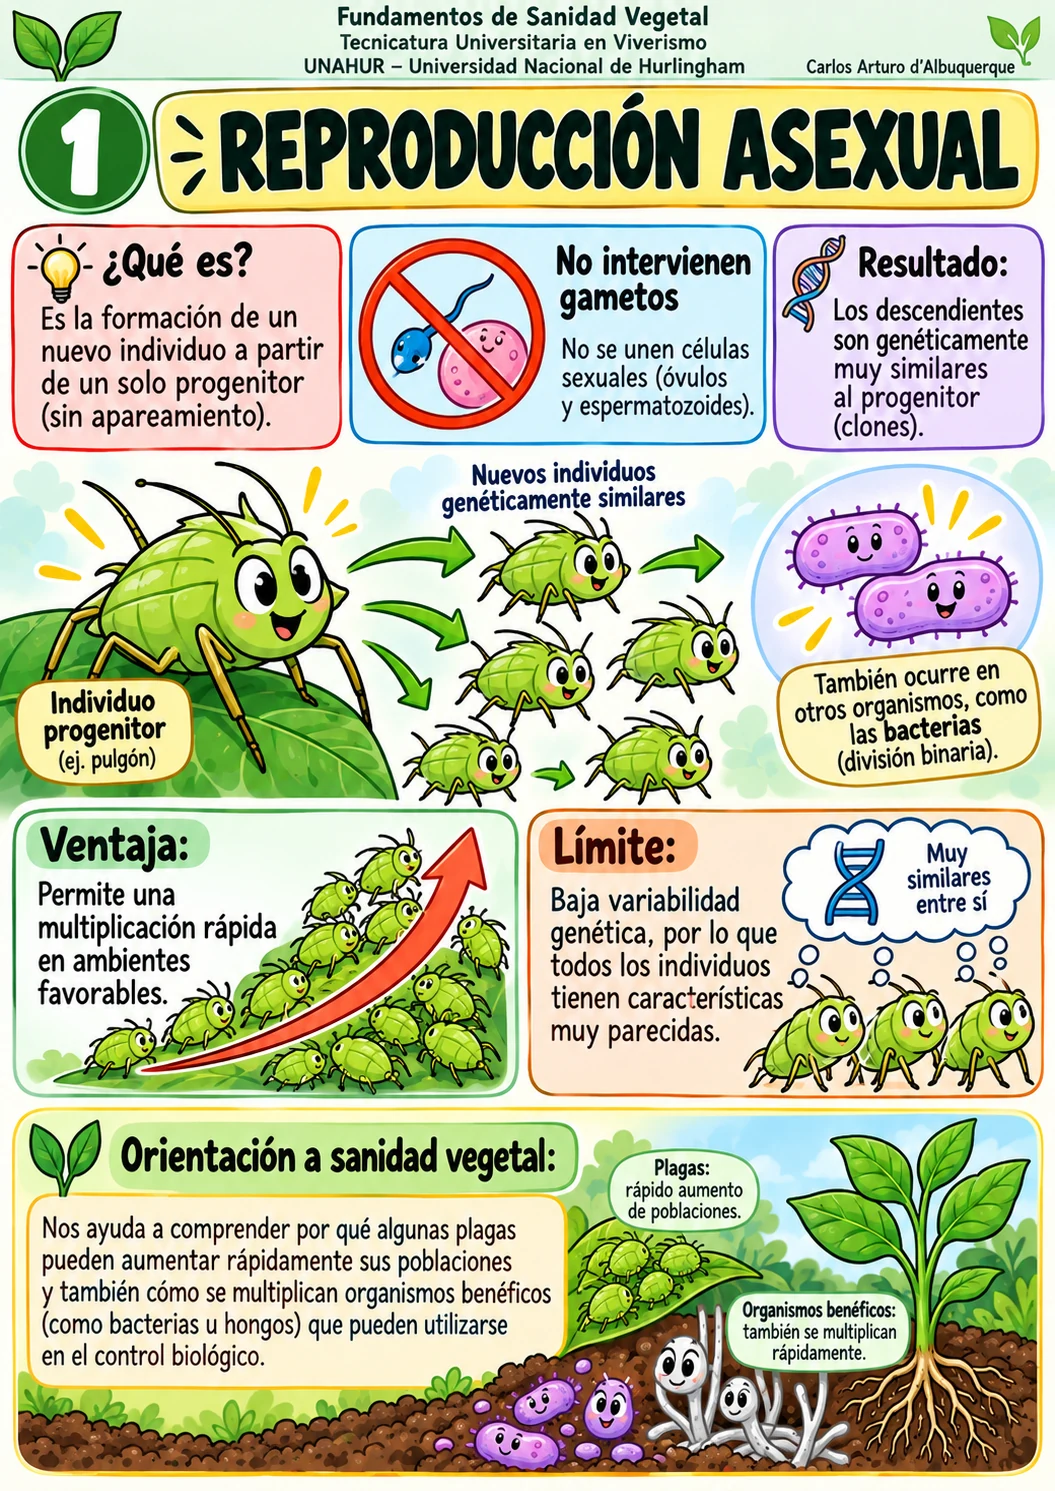 Fundamentos de Sanidad Vegetal
Tecnicatura Universitaria en Viverismo
UNAHUR – Universidad Nacional de Hurlingham
Carlos Arturo d’Albuquerque
1
REPRODUCCIÓN ASEXUAL
¿Qué es?
Es la formación de un
nuevo individuo a partir
de un solo progenitor
(sin apareamiento).
No intervienen
gametos
No se unen células
sexuales (óvulos
y espermatozoides).
Resultado:
Los descendientes
son genéticamente
muy similares
al progenitor
(clones).
Nuevos individuos
genéticamente similares
Individuo
progenitor
(ej. pulgón)
También ocurre en
otros organismos, como
las bacterias
(división binaria).
Ventaja:
Permite una
multiplicación rápida
en ambientes
favorables.
Límite:
Baja variabilidad
genética, por lo que
todos los individuos
tienen características
muy parecidas.
Muy
similares
entre sí
Orientación a sanidad vegetal:
Nos ayuda a comprender por qué algunas plagas
pueden aumentar rápidamente sus poblaciones
y también cómo se multiplican organismos benéficos
(como bacterias u hongos) que pueden utilizarse
en el control biológico.
Plagas:
rápido aumento
de poblaciones.
Organismos benéficos:
también se multiplican
rápidamente.